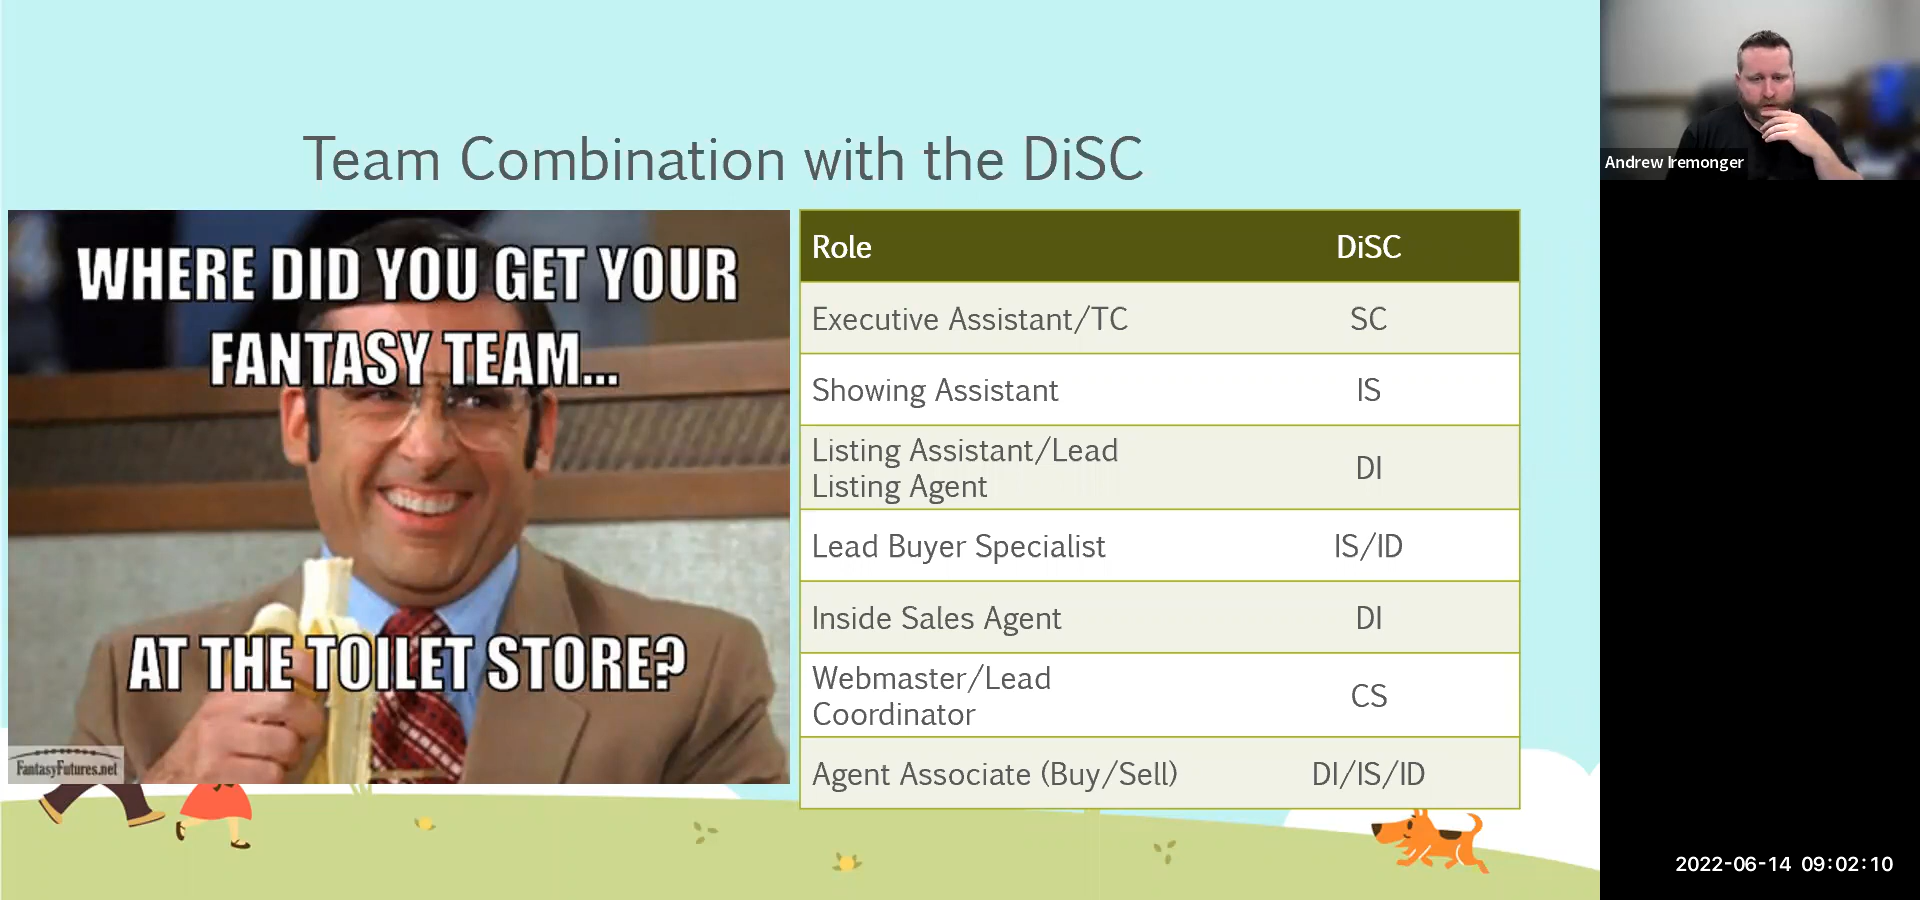 Team Combination with the DiSC
WHERE DID YOU GET YOUR
FANTASY TEAM...
AT THE TOILET STORE?
FantasyFutures.net
Role DiSC
Executive Assistant/TC SC
Showing Assistant IS
Listing Assistant/Lead
Listing Agent DI
Lead Buyer Specialist IS/ID
Inside Sales Agent DI
Webmaster/Lead
Coordinator CS
Agent Associate (Buy/Sell) DI/IS/ID
Andrew Iremonger
2022-06-14 09:02:10